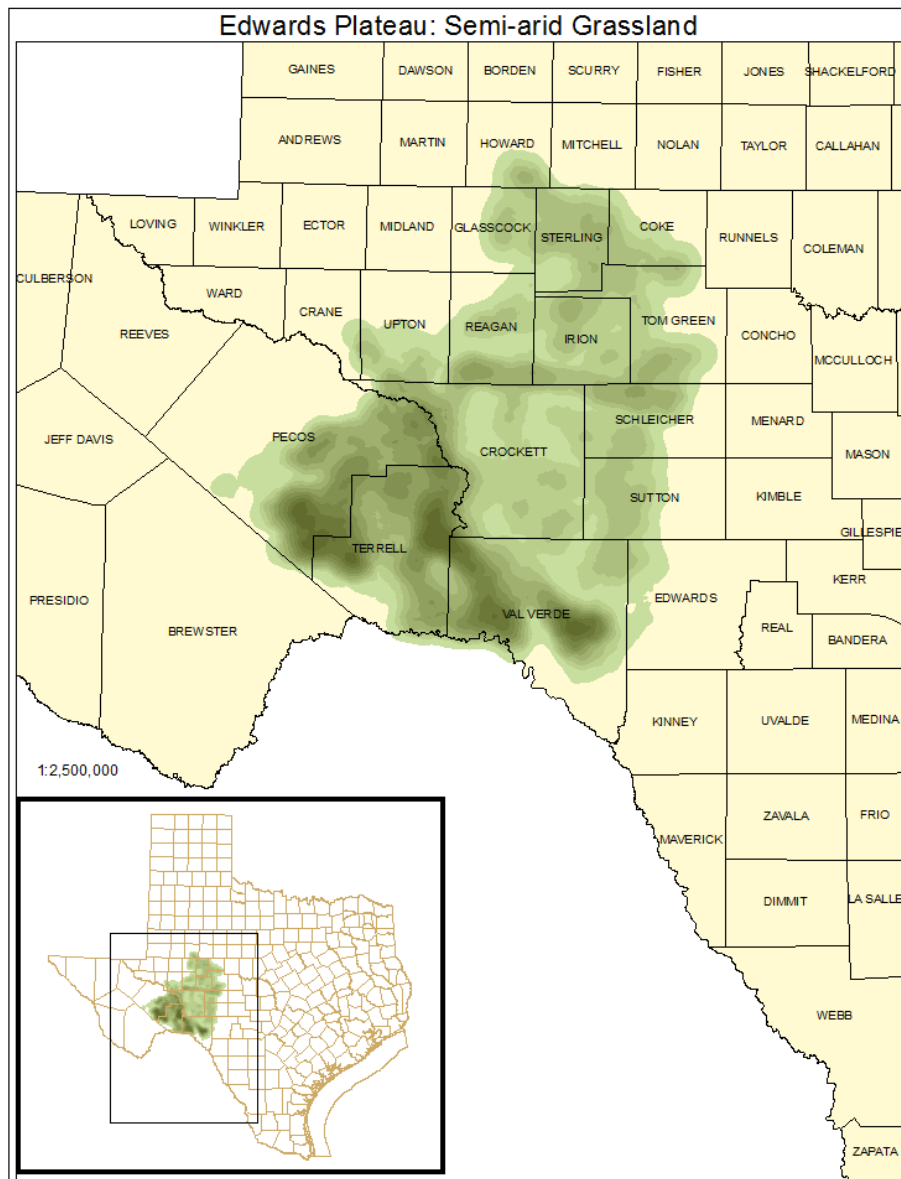 Edwards Plateau: Semi-arid Grassland
GAINES
DAWSON
BORDEN
SCURRY
FISHER
JONES
SHACKELFORD
ANDREWS
MARTIN
HOWARD
MITCHELL
NOLAN
TAYLOR
CALLAHAN
LOVING
WINKLER
ECTOR
MIDLAND
GLASSCOCK
STERLING
COKE
RUNNELS
COLEMAN
CULBERSON
WARD
REEVES
CRANE
UPTON
REAGAN
IRION
TOM GREEN
CONCHO
MCCULLOCH
JEFF DAVIS
PECOS
CROCKETT
SCHLEICHER
MENARD
MASON
SUTTON
KIMBLE
GILLESPIE
TERRELL
PRESIDIO
BREWSTER
VAL VERDE
EDWARDS
KERR
REAL
BANDERA
KINNEY
UVALDE
MEDINA
1:2,500,000
MAVERICK
ZAVALA
FRIO
DIMMIT
LA SALLE
WEBB
ZAPATA